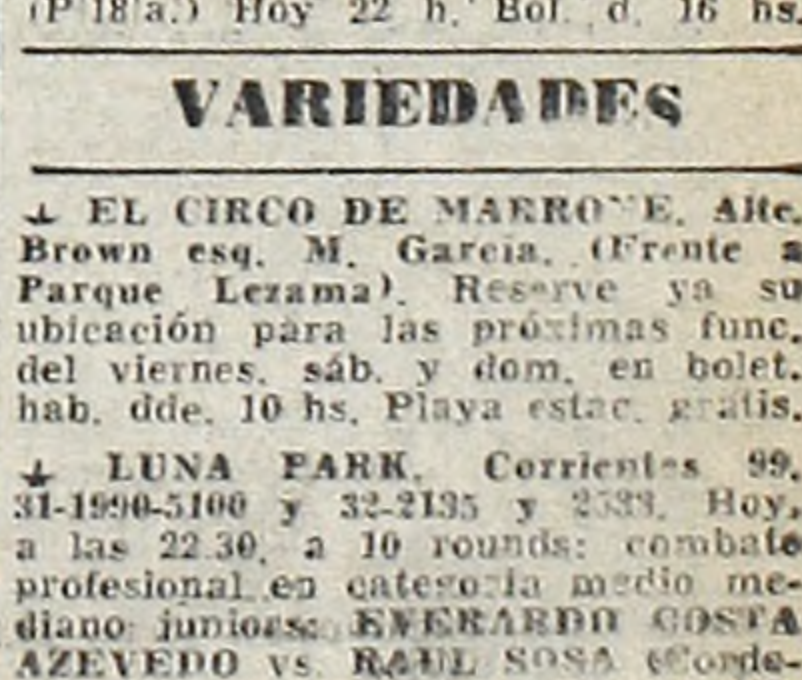 (P 18 a.) Hoy 22 h. Bol. d. 16 hs.
VARIEDADES
EL CIRCO DE MARRONE. Alte.
Brown esq. M. García. (Frente a
Parque Lezama). Reserve ya su
ubicación para las próximas func.
del viernes, sáb. y dom. en bolet.
hab. dde. 10 hs. Playa estac. gratis.
LUNA PARK. Corrientes 99.
31-1990-5100 y 32-2135 y Hoy,
a las 22.30, a 10 rounds: combate
profesional en categoría medio me-
diano juniors: EVERARDO COSTA
AZEVEDO vs. RAUL SOSA (Corde-